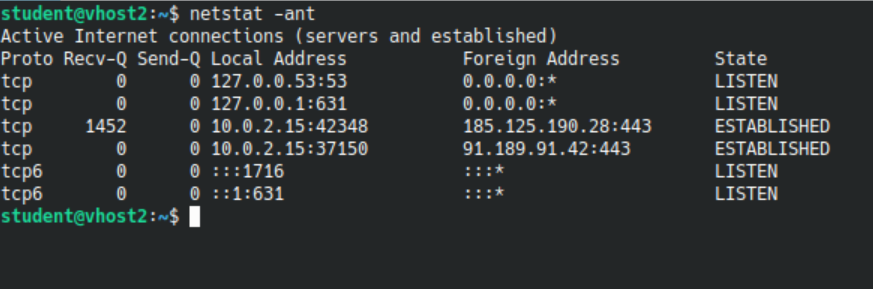 student@vhost2:~$ netstat -ant
Active Internet connections (servers and established)
Proto Recv-Q Send-Q Local Address           Foreign Address         State
tcp        0      0 127.0.0.53:53           0.0.0.0:*               LISTEN
tcp        0      0 127.0.0.1:631           0.0.0.0:*               LISTEN
tcp     1452      0 10.0.2.15:42348         185.125.190.28:443      ESTABLISHED
tcp        0      0 10.0.2.15:37150         91.189.91.42:443        ESTABLISHED
tcp6       0      0 :::1716                 :::*                    LISTEN
tcp6       0      0 ::1:631                 :::*                    LISTEN
student@vhost2:~$